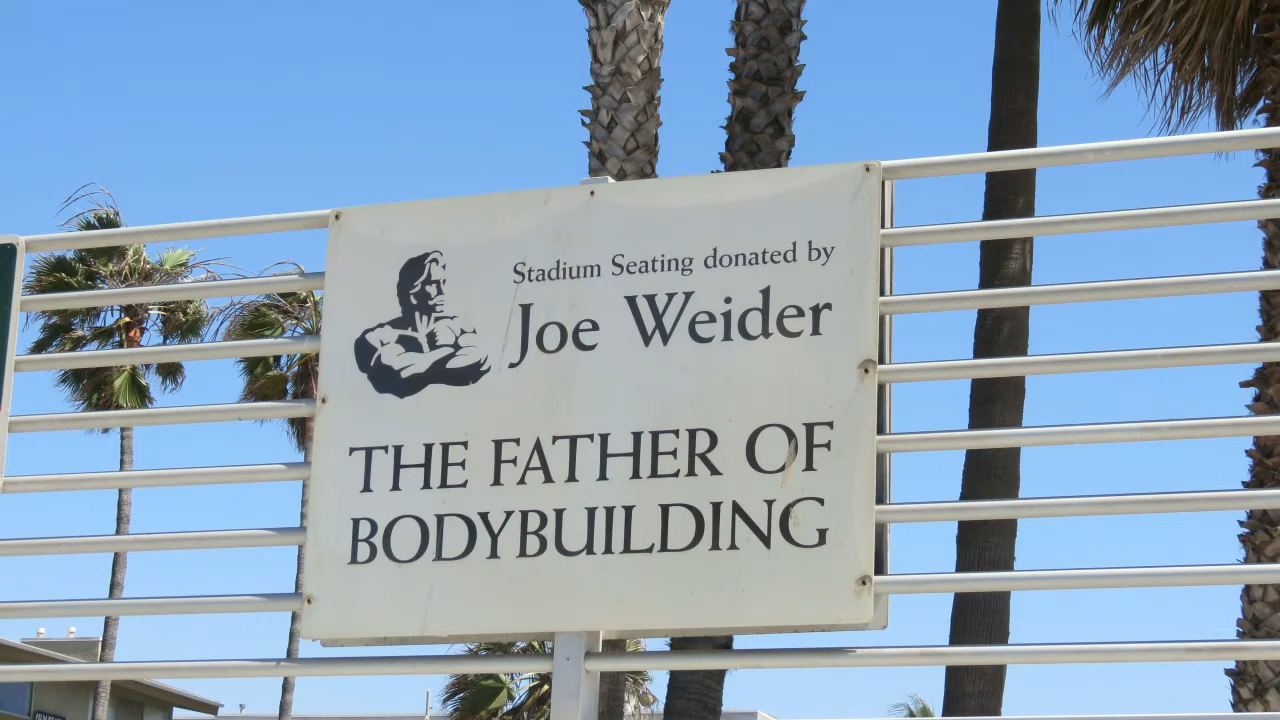 Stadium Seating donated by
Joe Weider
THE FATHER OF
BODYBUILDING